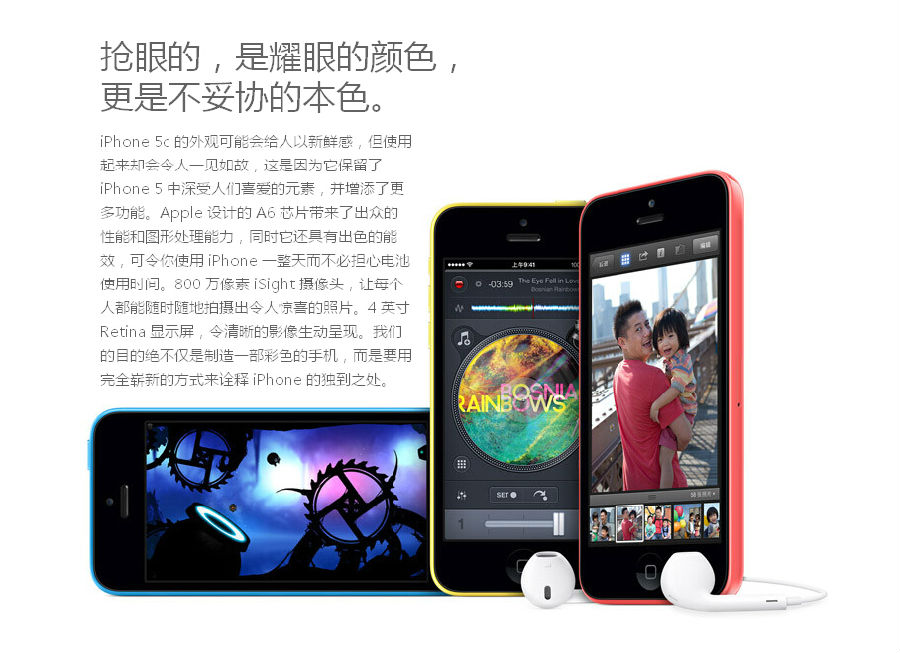 抢眼的，是耀眼的颜色，
更是不妥协的本色。
iPhone 5c 的外观可能会给人以新鲜感，但使用
起来却会令人一见如故，这是因为它保留了
iPhone 5 中深受人们喜爱的元素，并增添了更
多功能。Apple 设计的 A6 芯片带来了出众的
性能和图形处理能力，同时它还具有出色的能
效，可令你使用 iPhone 一整天而不必担心电池
使用时间。800 万像素 iSight 摄像头，让每个
人都能随时随地拍摄出令人惊喜的照片。4 英寸
Retina 显示屏，令清晰的影像生动呈现。我们
的目的绝不仅是制造一部彩色的手机，而是要用
完全崭新的方式来诠释 iPhone 的独到之处。
上午9:41
100
-03:59
The Eye Fell in Love
Bosnian Rainbows
BOSNIA
RAINBOWS
SET
1
编辑
58 张照片